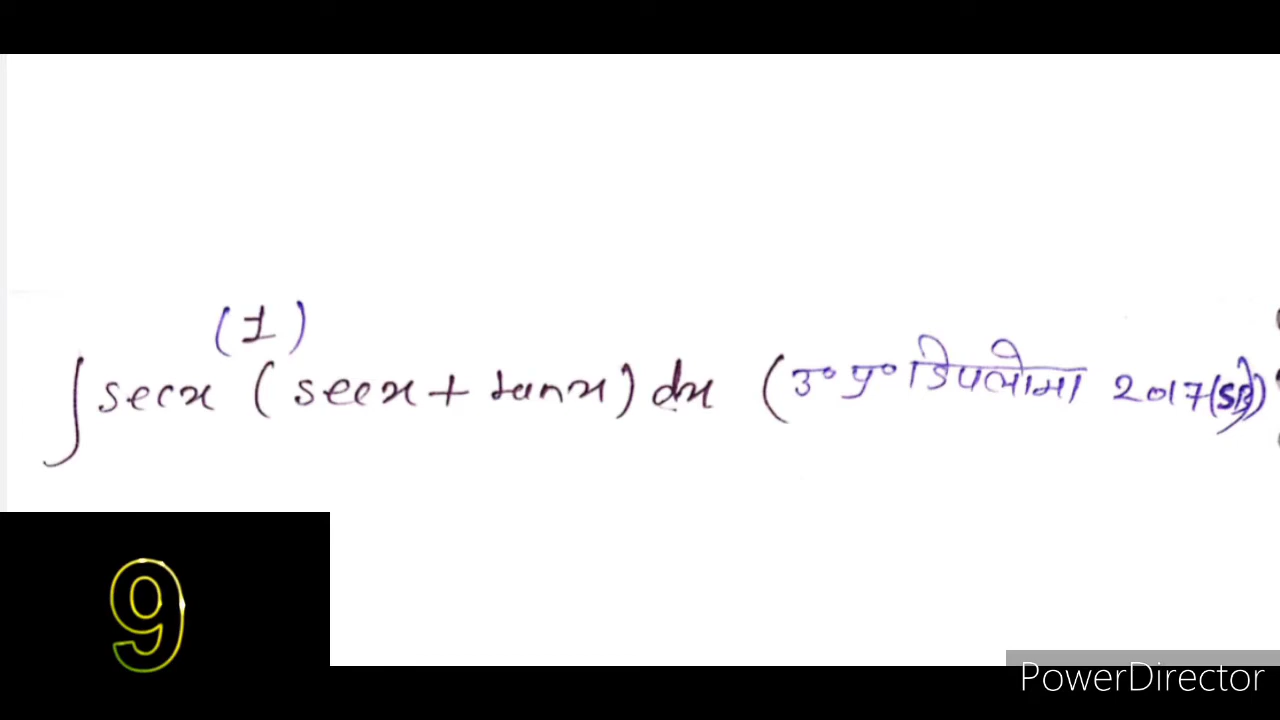 (1)
∫ secx ( secx + tanx ) dx (उ० प्र० डिपलोमा 2017(SB))
9
PowerDirector